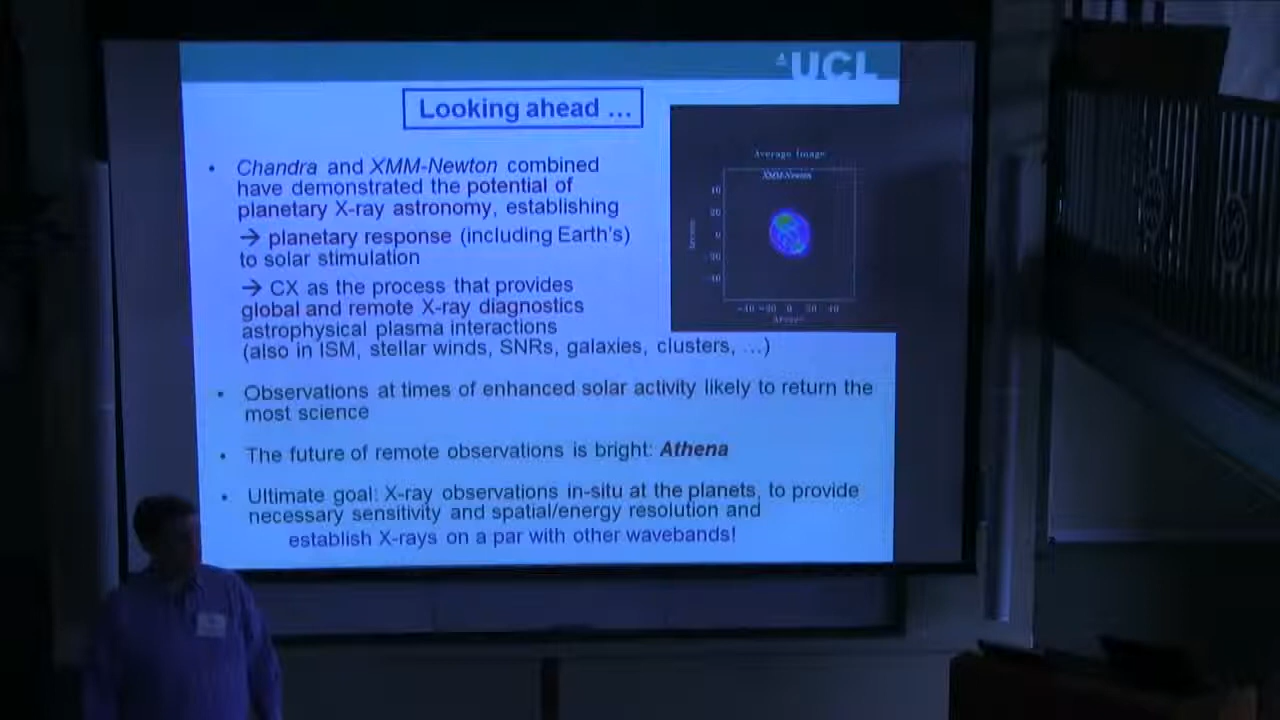 UCL
Looking ahead …
• Chandra and XMM-Newton combined
have demonstrated the potential of
planetary X-ray astronomy, establishing
→ planetary response (including Earth's)
to solar stimulation
→ CX as the process that provides
global and remote X-ray diagnostics
astrophysical plasma interactions
(also in ISM, stellar winds, SNRs, galaxies, clusters, …)
• Observations at times of enhanced solar activity likely to return the
most science
• The future of remote observations is bright: Athena
• Ultimate goal: X-ray observations in-situ at the planets, to provide
necessary sensitivity and spatial/energy resolution and
establish X-rays on a par with other wavebands!
Average Image
XMM-Newton
20
0